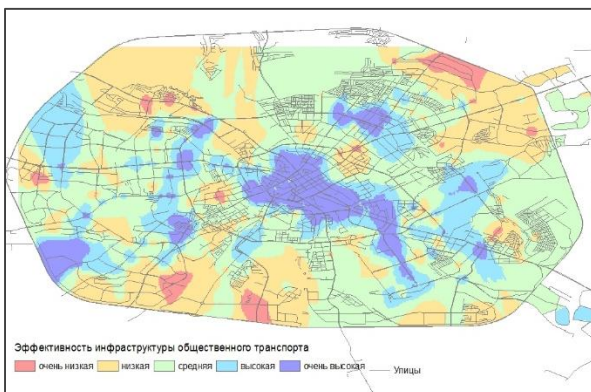 Эффективность инфраструктуры общественного транспорта
очень низкая низкая средняя высокая очень высокая Улицы